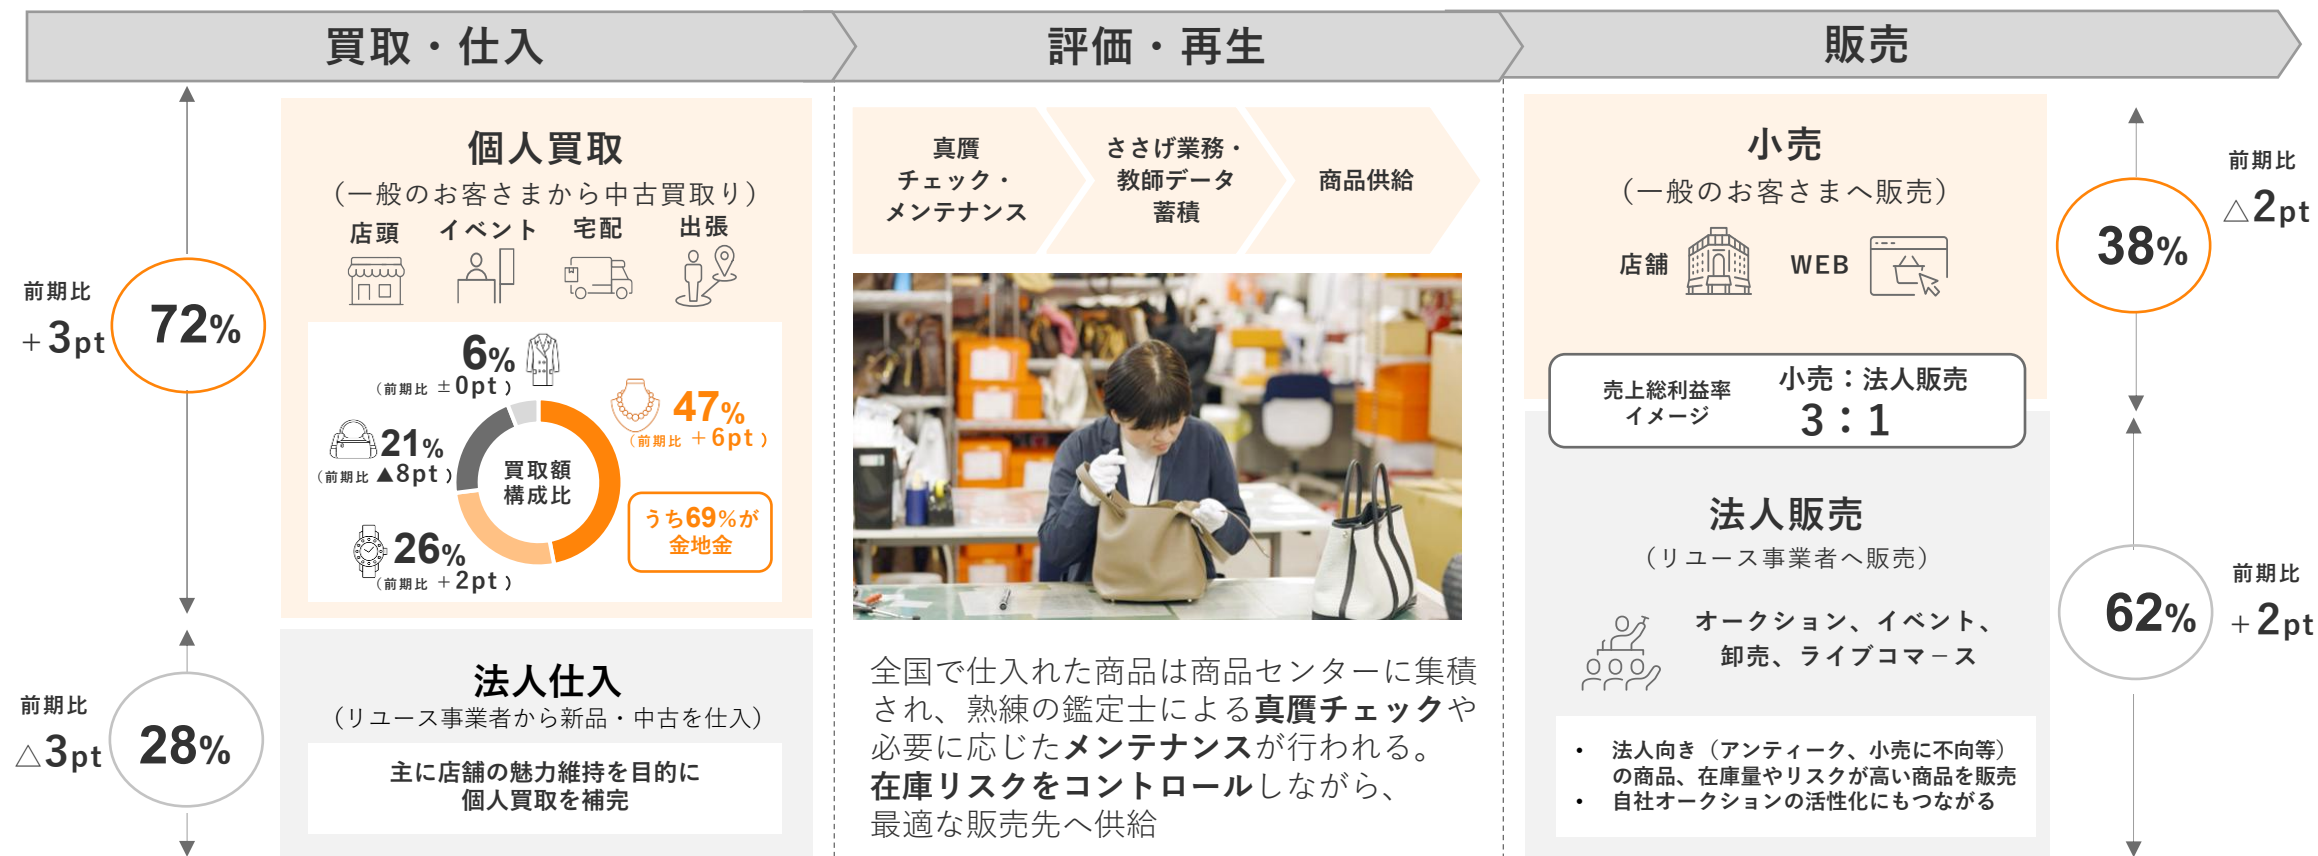 買取・仕入
評価・再生
販売
個人買取
（一般のお客さまから中古買取り）
店頭
イベント
宅配
出張
前期比
＋3pt
72%
6%
（前期比 ±0pt ）
47%
（前期比 ＋6pt ）
21%
（前期比 ▲8pt ）
買取額
構成比
26%
（前期比 ＋2pt ）
うち69%が
金地金
法人仕入
（リユース事業者から新品・中古を仕入）
前期比
△3pt
28%
主に店舗の魅力維持を目的に
個人買取を補完
真贋
チェック・
メンテナンス
ささげ業務・
教師データ
蓄積
商品供給
全国で仕入れた商品は商品センターに集積
され、熟練の鑑定士による真贋チェックや
必要に応じたメンテナンスが行われる。
在庫リスクをコントロールしながら、
最適な販売先へ供給
小売
（一般のお客さまへ販売）
店舗
WEB
38%
前期比
△2pt
売上総利益率
イメージ
小売：法人販売
3：1
法人販売
（リユース事業者へ販売）
オークション、イベント、
卸売、ライブコマース
62%
前期比
＋2pt
• 法人向き（アンティーク、小売に不向等）
の商品、在庫量やリスクが高い商品を販売
• 自社オークションの活性化にもつながる